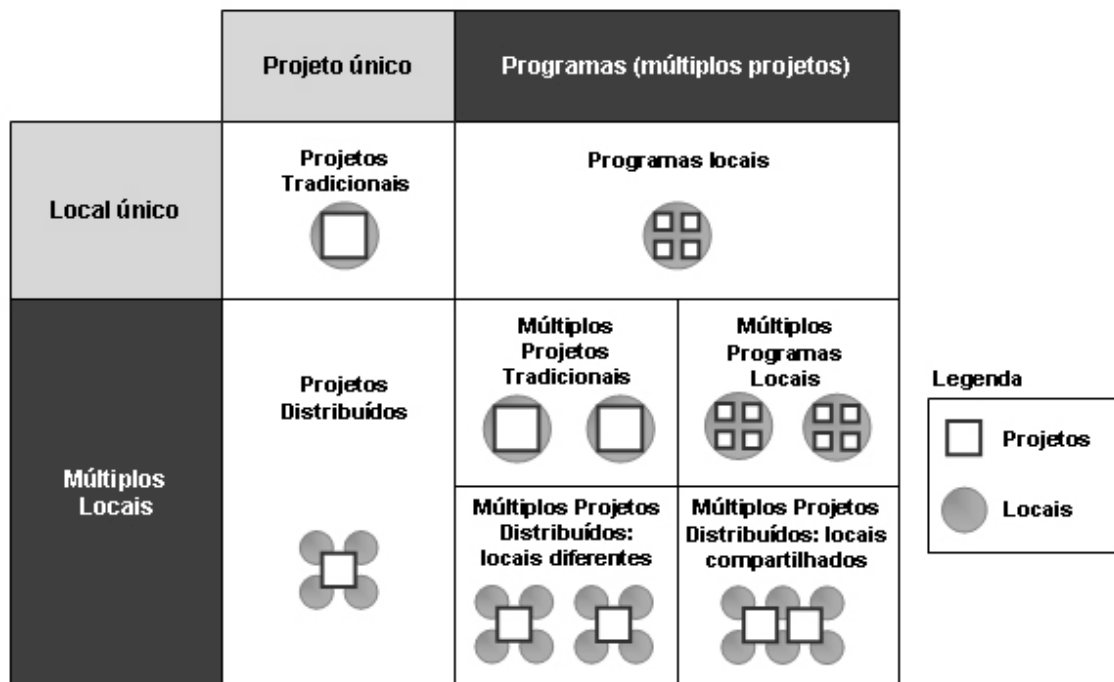 Projeto único
Programas (múltiplos projetos)
Local único
Projetos
Tradicionais
Programas locais
Múltiplos
Locais
Projetos
Distribuídos
Múltiplos
Projetos
Tradicionais
Múltiplos
Programas
Locais
Múltiplos Projetos
Distribuídos:
locais diferentes
Múltiplos Projetos
Distribuídos: locais
compartilhados
Legenda
Projetos
Locais